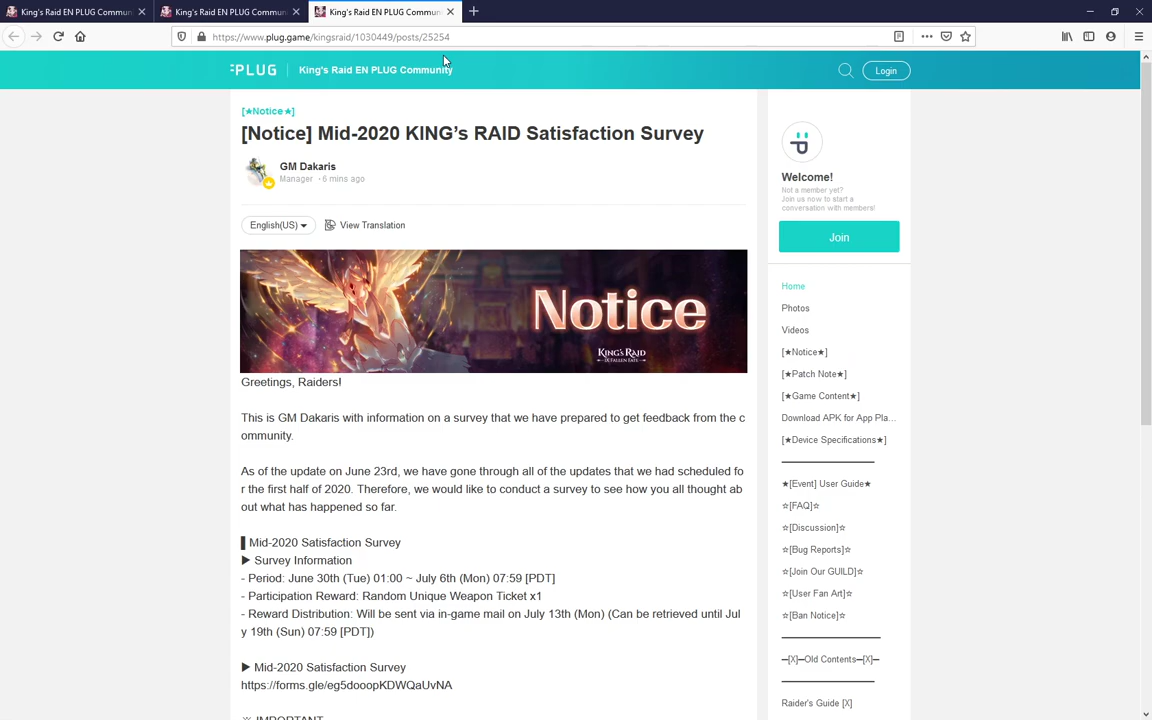 King's Raid EN PLUG Commun
King's Raid EN PLUG Commun
King's Raid EN PLUG Commun
https://www.plug.game/kingsraid/1030449/posts/25254
PLUG
King's Raid EN PLUG Community
Login
[★Notice★]
[Notice] Mid-2020 KING’s RAID Satisfaction Survey
GM Dakaris
Manager · 6 mins ago
English(US)
View Translation
Notice
KING'S RAID
Greetings, Raiders!
This is GM Dakaris with information on a survey that we have prepared to get feedback from the c
ommunity.
As of the update on June 23rd, we have gone through all of the updates that we had scheduled fo
r the first half of 2020. Therefore, we would like to conduct a survey to see how you all thought ab
out what has happened so far.
▌Mid-2020 Satisfaction Survey
▶ Survey Information
- Period: June 30th (Tue) 01:00 ~ July 6th (Mon) 07:59 [PDT]
- Participation Reward: Random Unique Weapon Ticket x1
- Reward Distribution: Will be sent via in-game mail on July 13th (Mon) (Can be retrieved until Jul
y 19th (Sun) 07:59 [PDT])
▶ Mid-2020 Satisfaction Survey
https://forms.gle/eg5dooopKDWQaUvNA
※ IMPORTANT
Welcome!
Not a member yet?
Join us now to start a
conversation with members!
Join
Home
Photos
Videos
[★Notice★]
[★Patch Note★]
[★Game Content★]
Download APK for App Pla...
[★Device Specifications★]
★[Event] User Guide★
☆[FAQ]☆
☆[Discussion]☆
☆[Bug Reports]☆
☆[Join Our GUILD]☆
☆[User Fan Art]☆
☆[Ban Notice]☆
━[X]━Old Contents━[X]━
Raider's Guide [X]